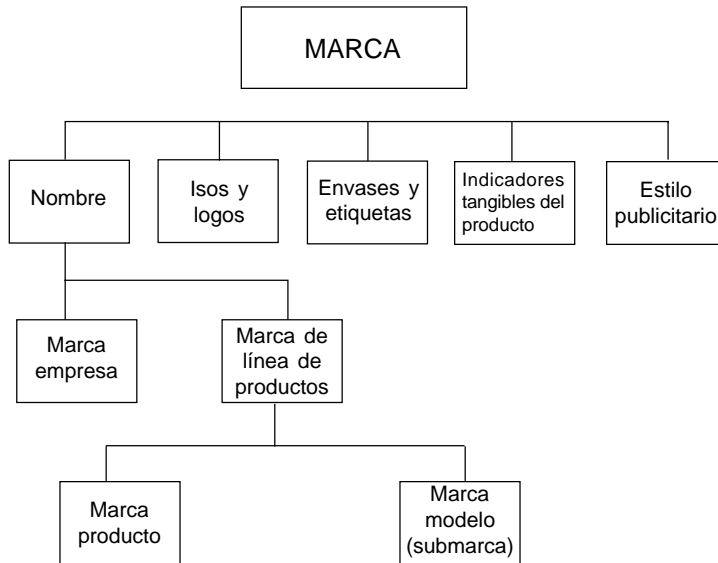 MARCA
Nombre
Isos y
logos
Envases y
etiquetas
Indicadores
tangibles del
producto
Estilo
publicitario
Marca
empresa
Marca de
línea de
productos
Marca
producto
Marca
modelo
(submarca)